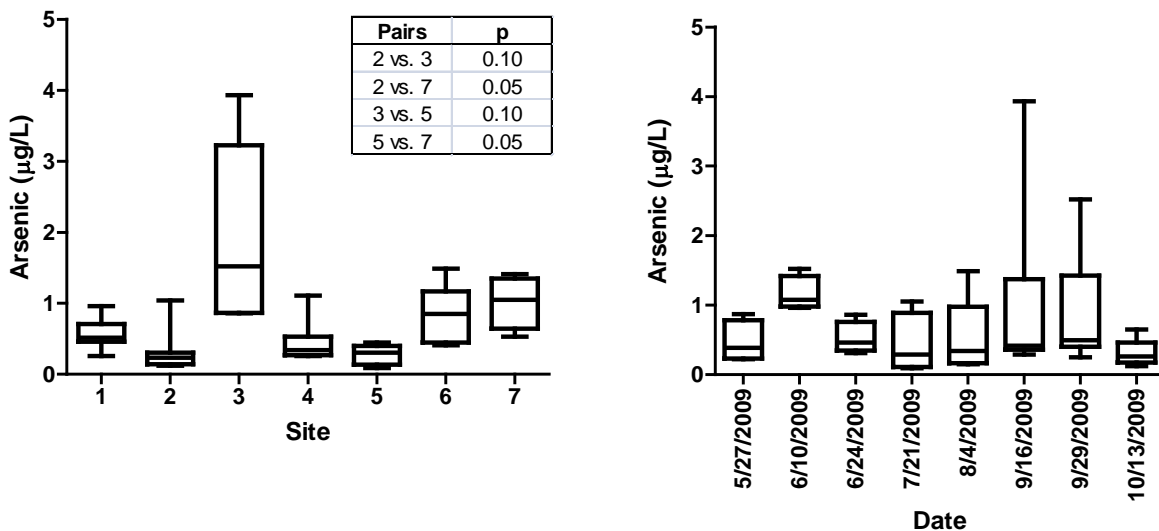 Arsenic (µg/L)
5
4
3
2
1
0
Pairs p
2 vs. 3 0.10
2 vs. 7 0.05
3 vs. 5 0.10
5 vs. 7 0.05
1 2 3 4 5 6 7
Site
Arsenic (µg/L)
5
4
3
2
1
0
5/27/2009
6/10/2009
6/24/2009
7/21/2009
8/4/2009
9/16/2009
9/29/2009
10/13/2009
Date